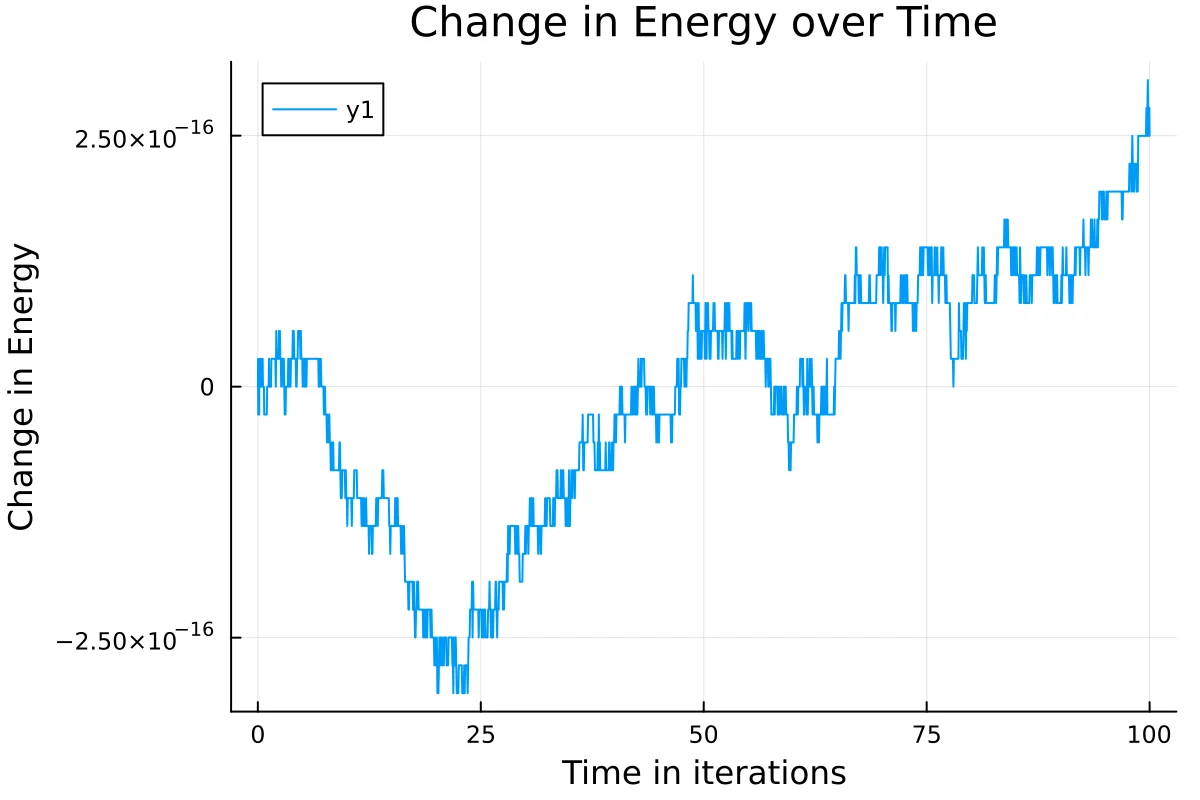 Change in Energy over Time
y1
Change in Energy
2.50×10⁻¹⁶
0
−2.50×10⁻¹⁶
0 25 50 75 100
Time in iterations